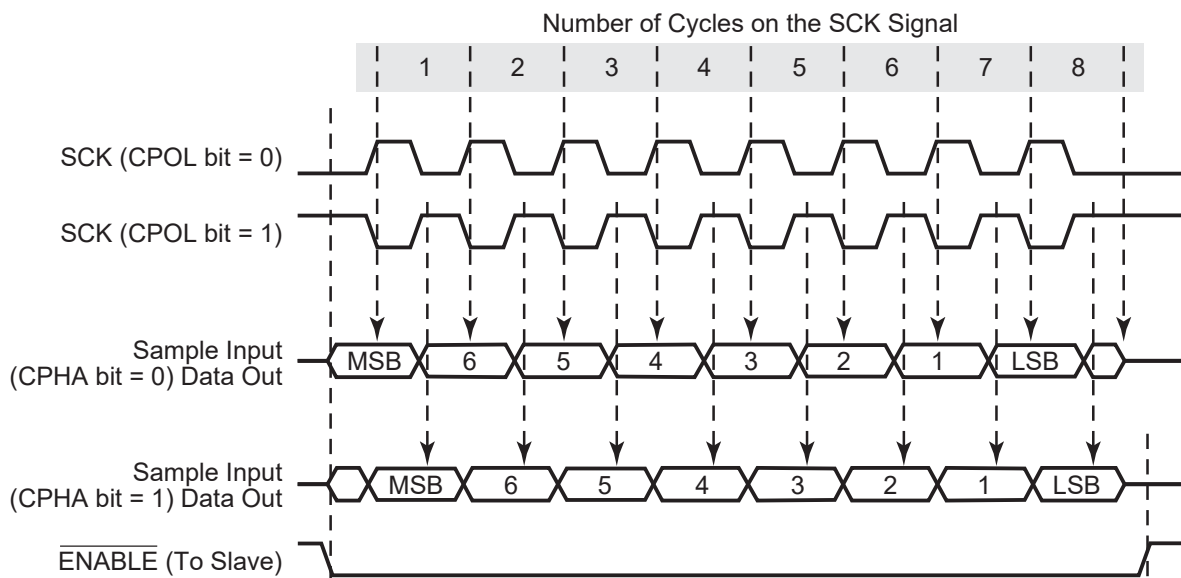 Number of Cycles on the SCK Signal
1 2 3 4 5 6 7 8
SCK (CPOL bit = 0)
SCK (CPOL bit = 1)
Sample Input
(CPHA bit = 0) Data Out
MSB 6 5 4 3 2 1 LSB
Sample Input
(CPHA bit = 1) Data Out
MSB 6 5 4 3 2 1 LSB
ENABLE (To Slave)